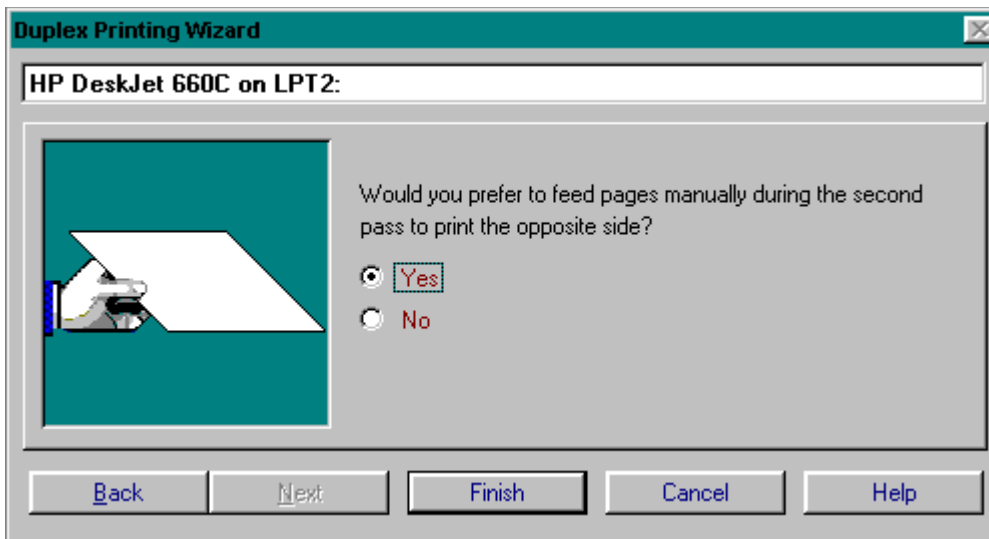 Duplex Printing Wizard
HP DeskJet 660C on LPT2:
Would you prefer to feed pages manually during the second
pass to print the opposite side?
Yes
No
Back Next Finish Cancel Help